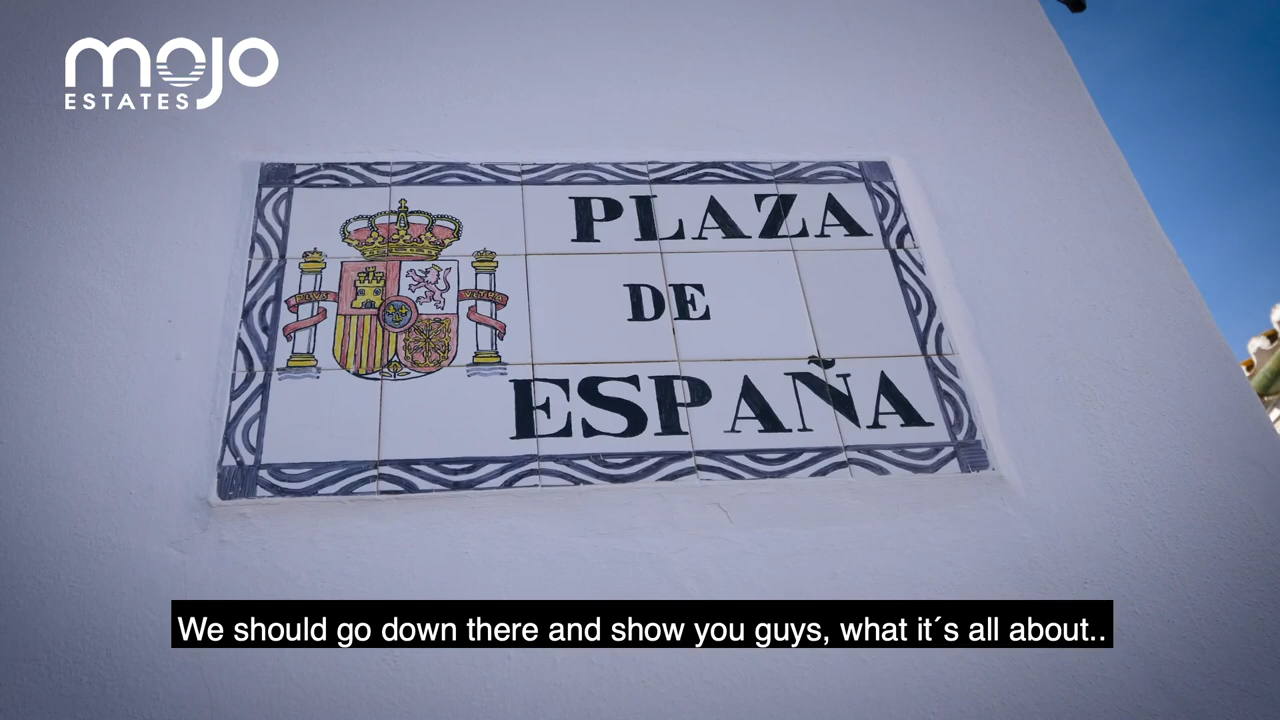 mojo
ESTATES
PLAZA
DE
ESPAÑA
We should go down there and show you guys, what it´s all about..